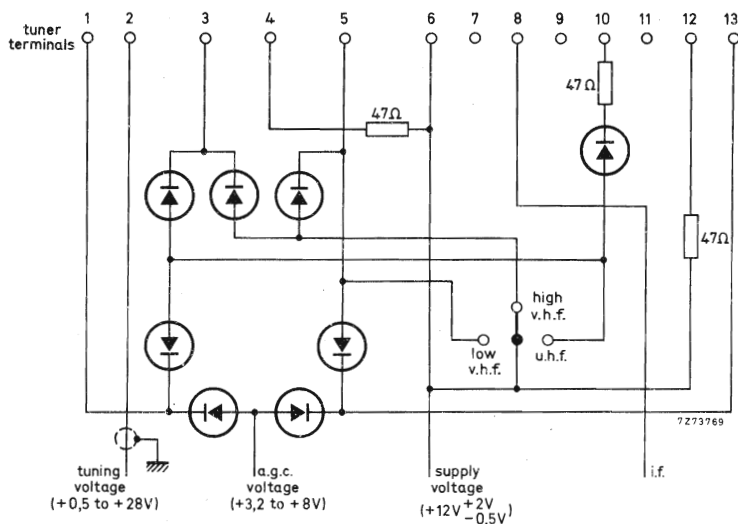 tuner terminals
1 2 3 4 5 6 7 8 9 10 11 12 13
47Ω
47Ω
47Ω
high
v.h.f.
low
v.h.f.
u.h.f.
7Z73769
tuning
voltage
(+0,5 to +28V)
a.g.c.
voltage
(+3,2 to +8V)
supply
voltage
(+12V +2V
-0,5V)
i.f.